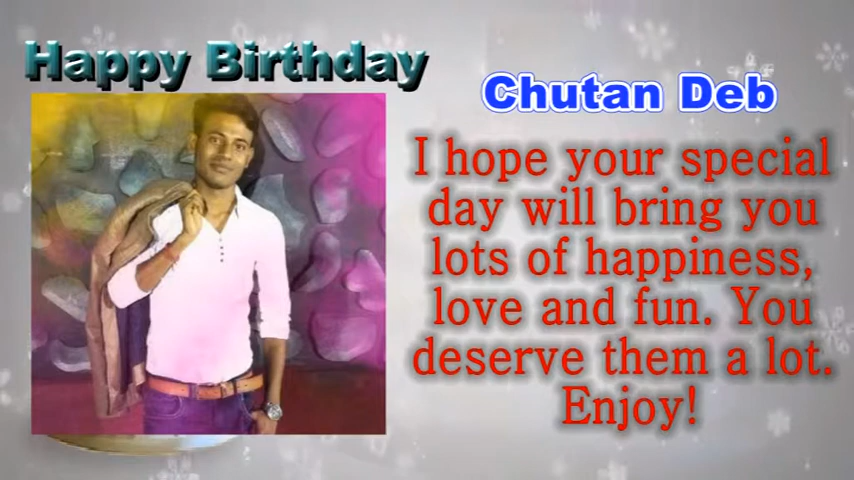 Happy Birthday
Chutan Deb
I hope your special
day will bring you
lots of happiness,
love and fun. You
deserve them a lot.
Enjoy!